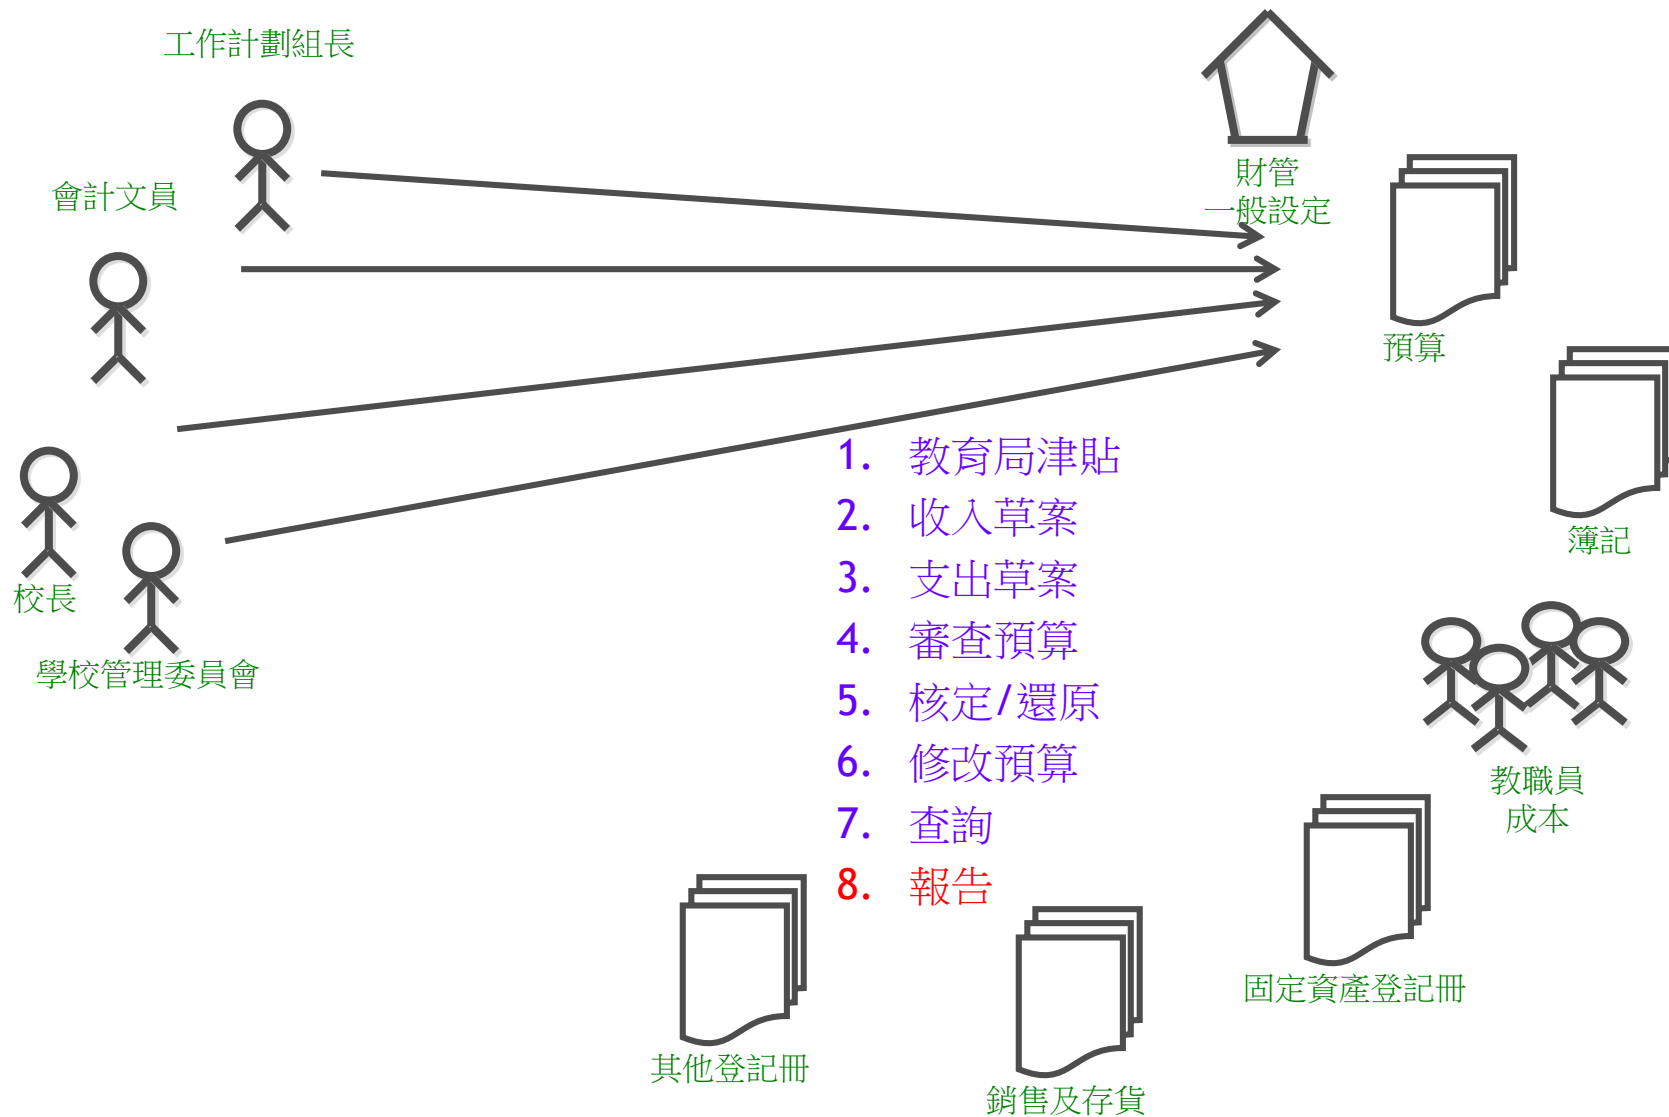 工作計劃組長
會計文員
校長
學校管理委員會
財管
一般設定
預算
簿記
教職員
成本
固定資產登記冊
銷售及存貨
其他登記冊
1. 教育局津貼
2. 收入草案
3. 支出草案
4. 審查預算
5. 核定/還原
6. 修改預算
7. 查詢
8. 報告